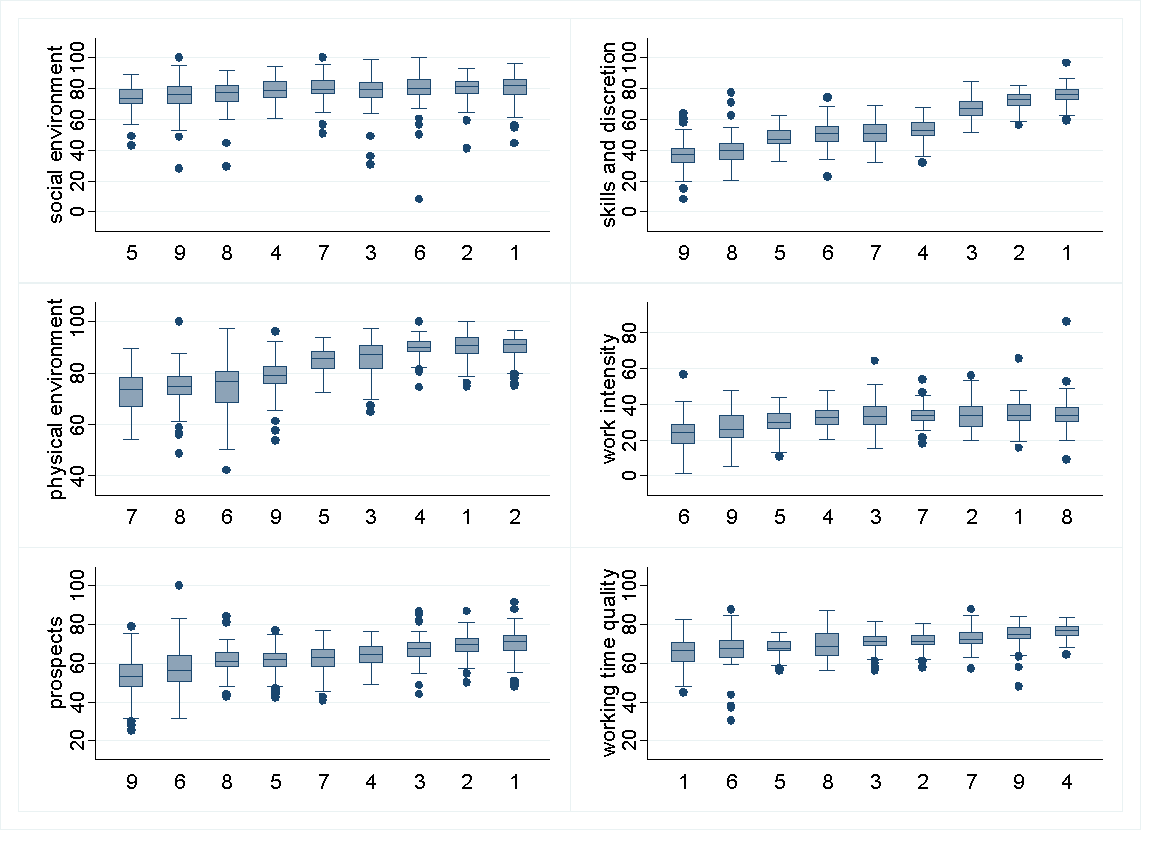 social environment
100
80
60
40
20
0
5 9 8 4 7 3 6 2 1
skills and discretion
100
80
60
40
20
0
9 8 5 6 7 4 3 2 1
physical environment
100
80
60
40
7 8 6 9 5 3 4 1 2
work intensity
80
60
40
20
0
6 9 5 4 3 7 2 1 8
prospects
100
80
60
40
20
9 6 8 5 7 4 3 2 1
working time quality
100
80
60
40
20
1 6 5 8 3 2 7 9 4